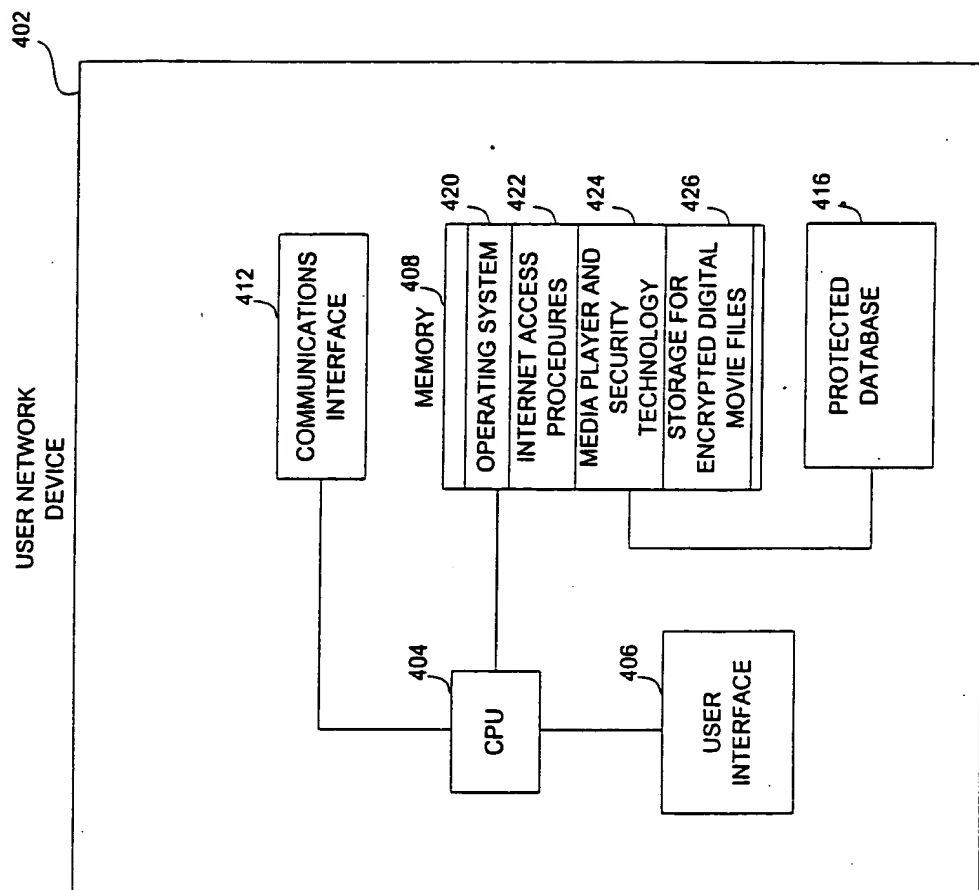 USER NETWORK
DEVICE
402
412
COMMUNICATIONS
INTERFACE
MEMORY
408
OPERATING SYSTEM
420
INTERNET ACCESS
PROCEDURES
422
MEDIA PLAYER AND
SECURITY
TECHNOLOGY
424
STORAGE FOR
ENCRYPTED DIGITAL
MOVIE FILES
426
404
CPU
406
USER
INTERFACE
416
PROTECTED
DATABASE